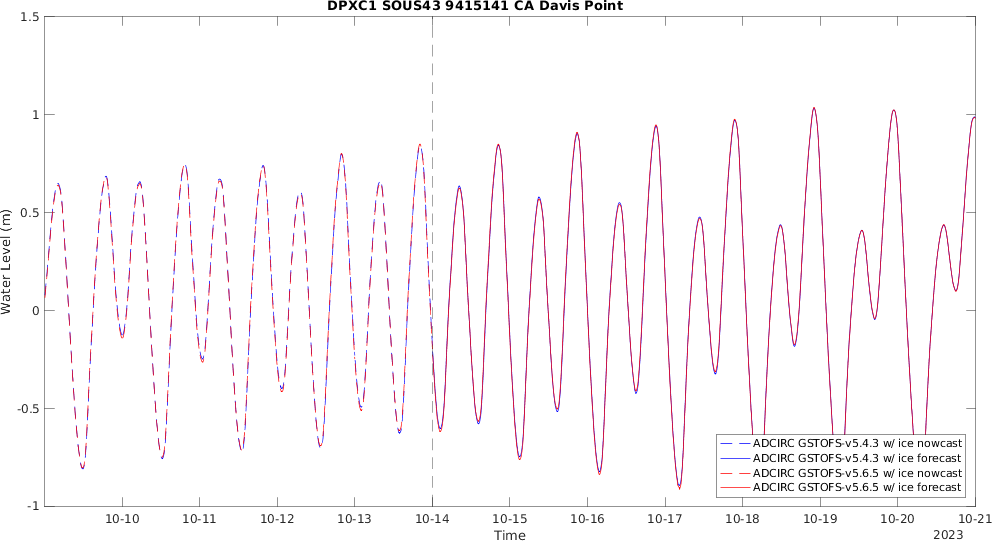 DPXC1 SOUS43 9415141 CA Davis Point
1.5
1
0.5
0
-0.5
-1
Water Level (m)
10-10 10-11 10-12 10-13 10-14 10-15 10-16 10-17 10-18 10-19 10-20 10-21
Time
2023
ADCIRC GSTOFS-v5.4.3 w/ ice nowcast
ADCIRC GSTOFS-v5.4.3 w/ ice forecast
ADCIRC GSTOFS-v5.6.5 w/ ice nowcast
ADCIRC GSTOFS-v5.6.5 w/ ice forecast